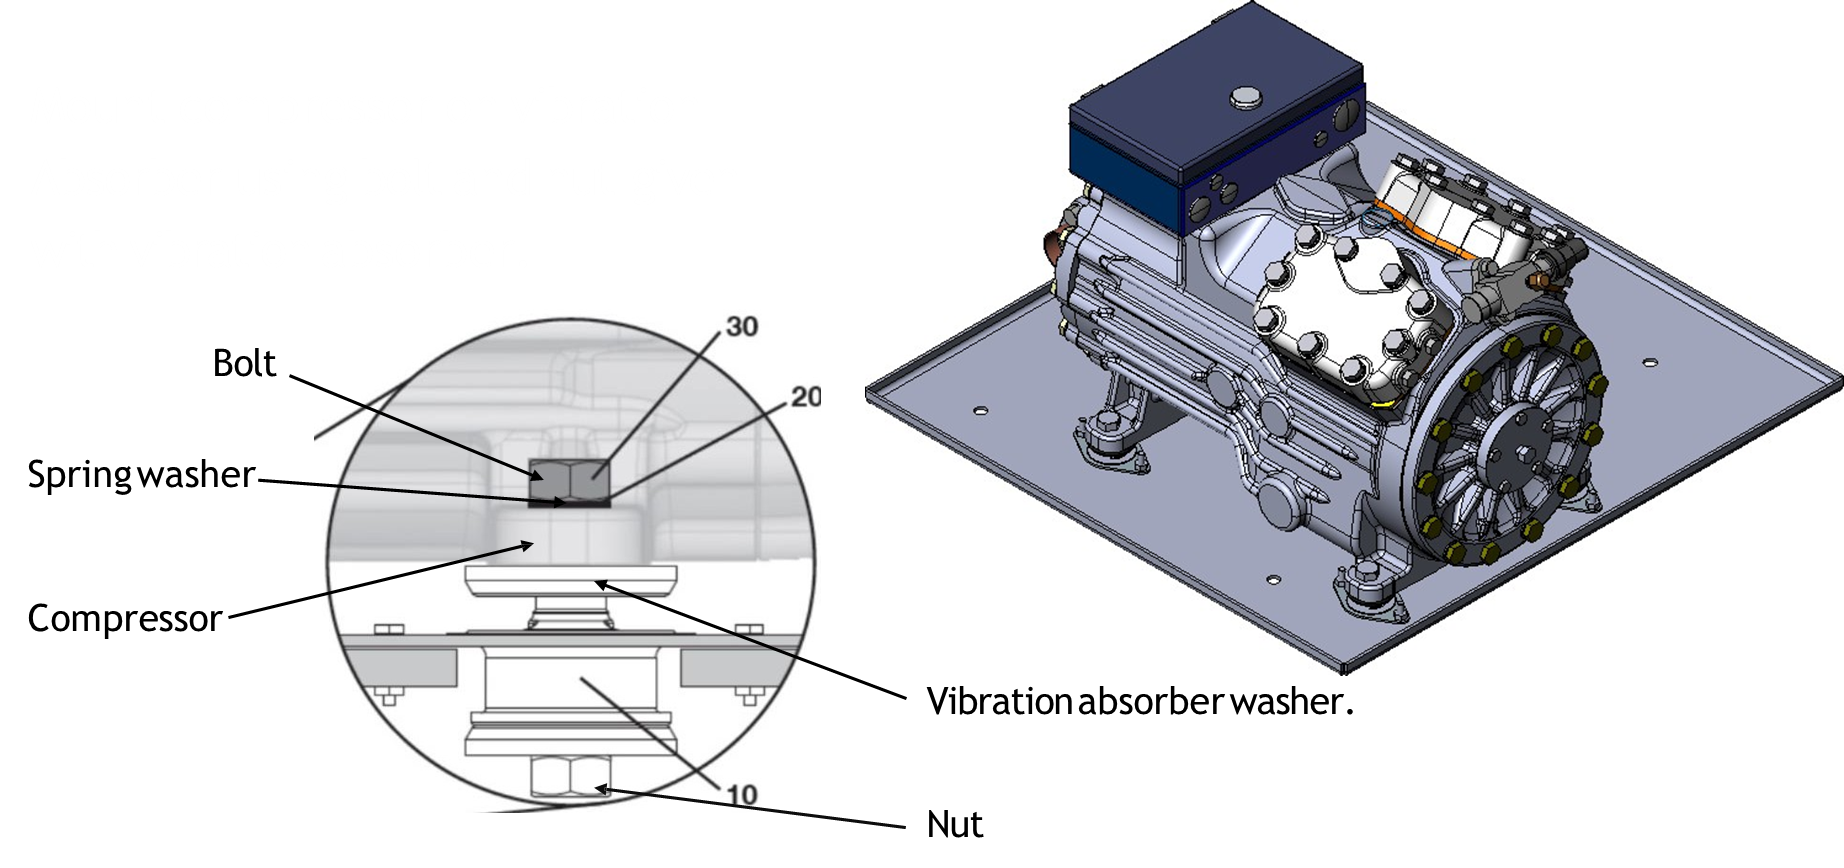 30
Bolt
20
Spring washer
Compressor
Vibration absorber washer.
10
Nut